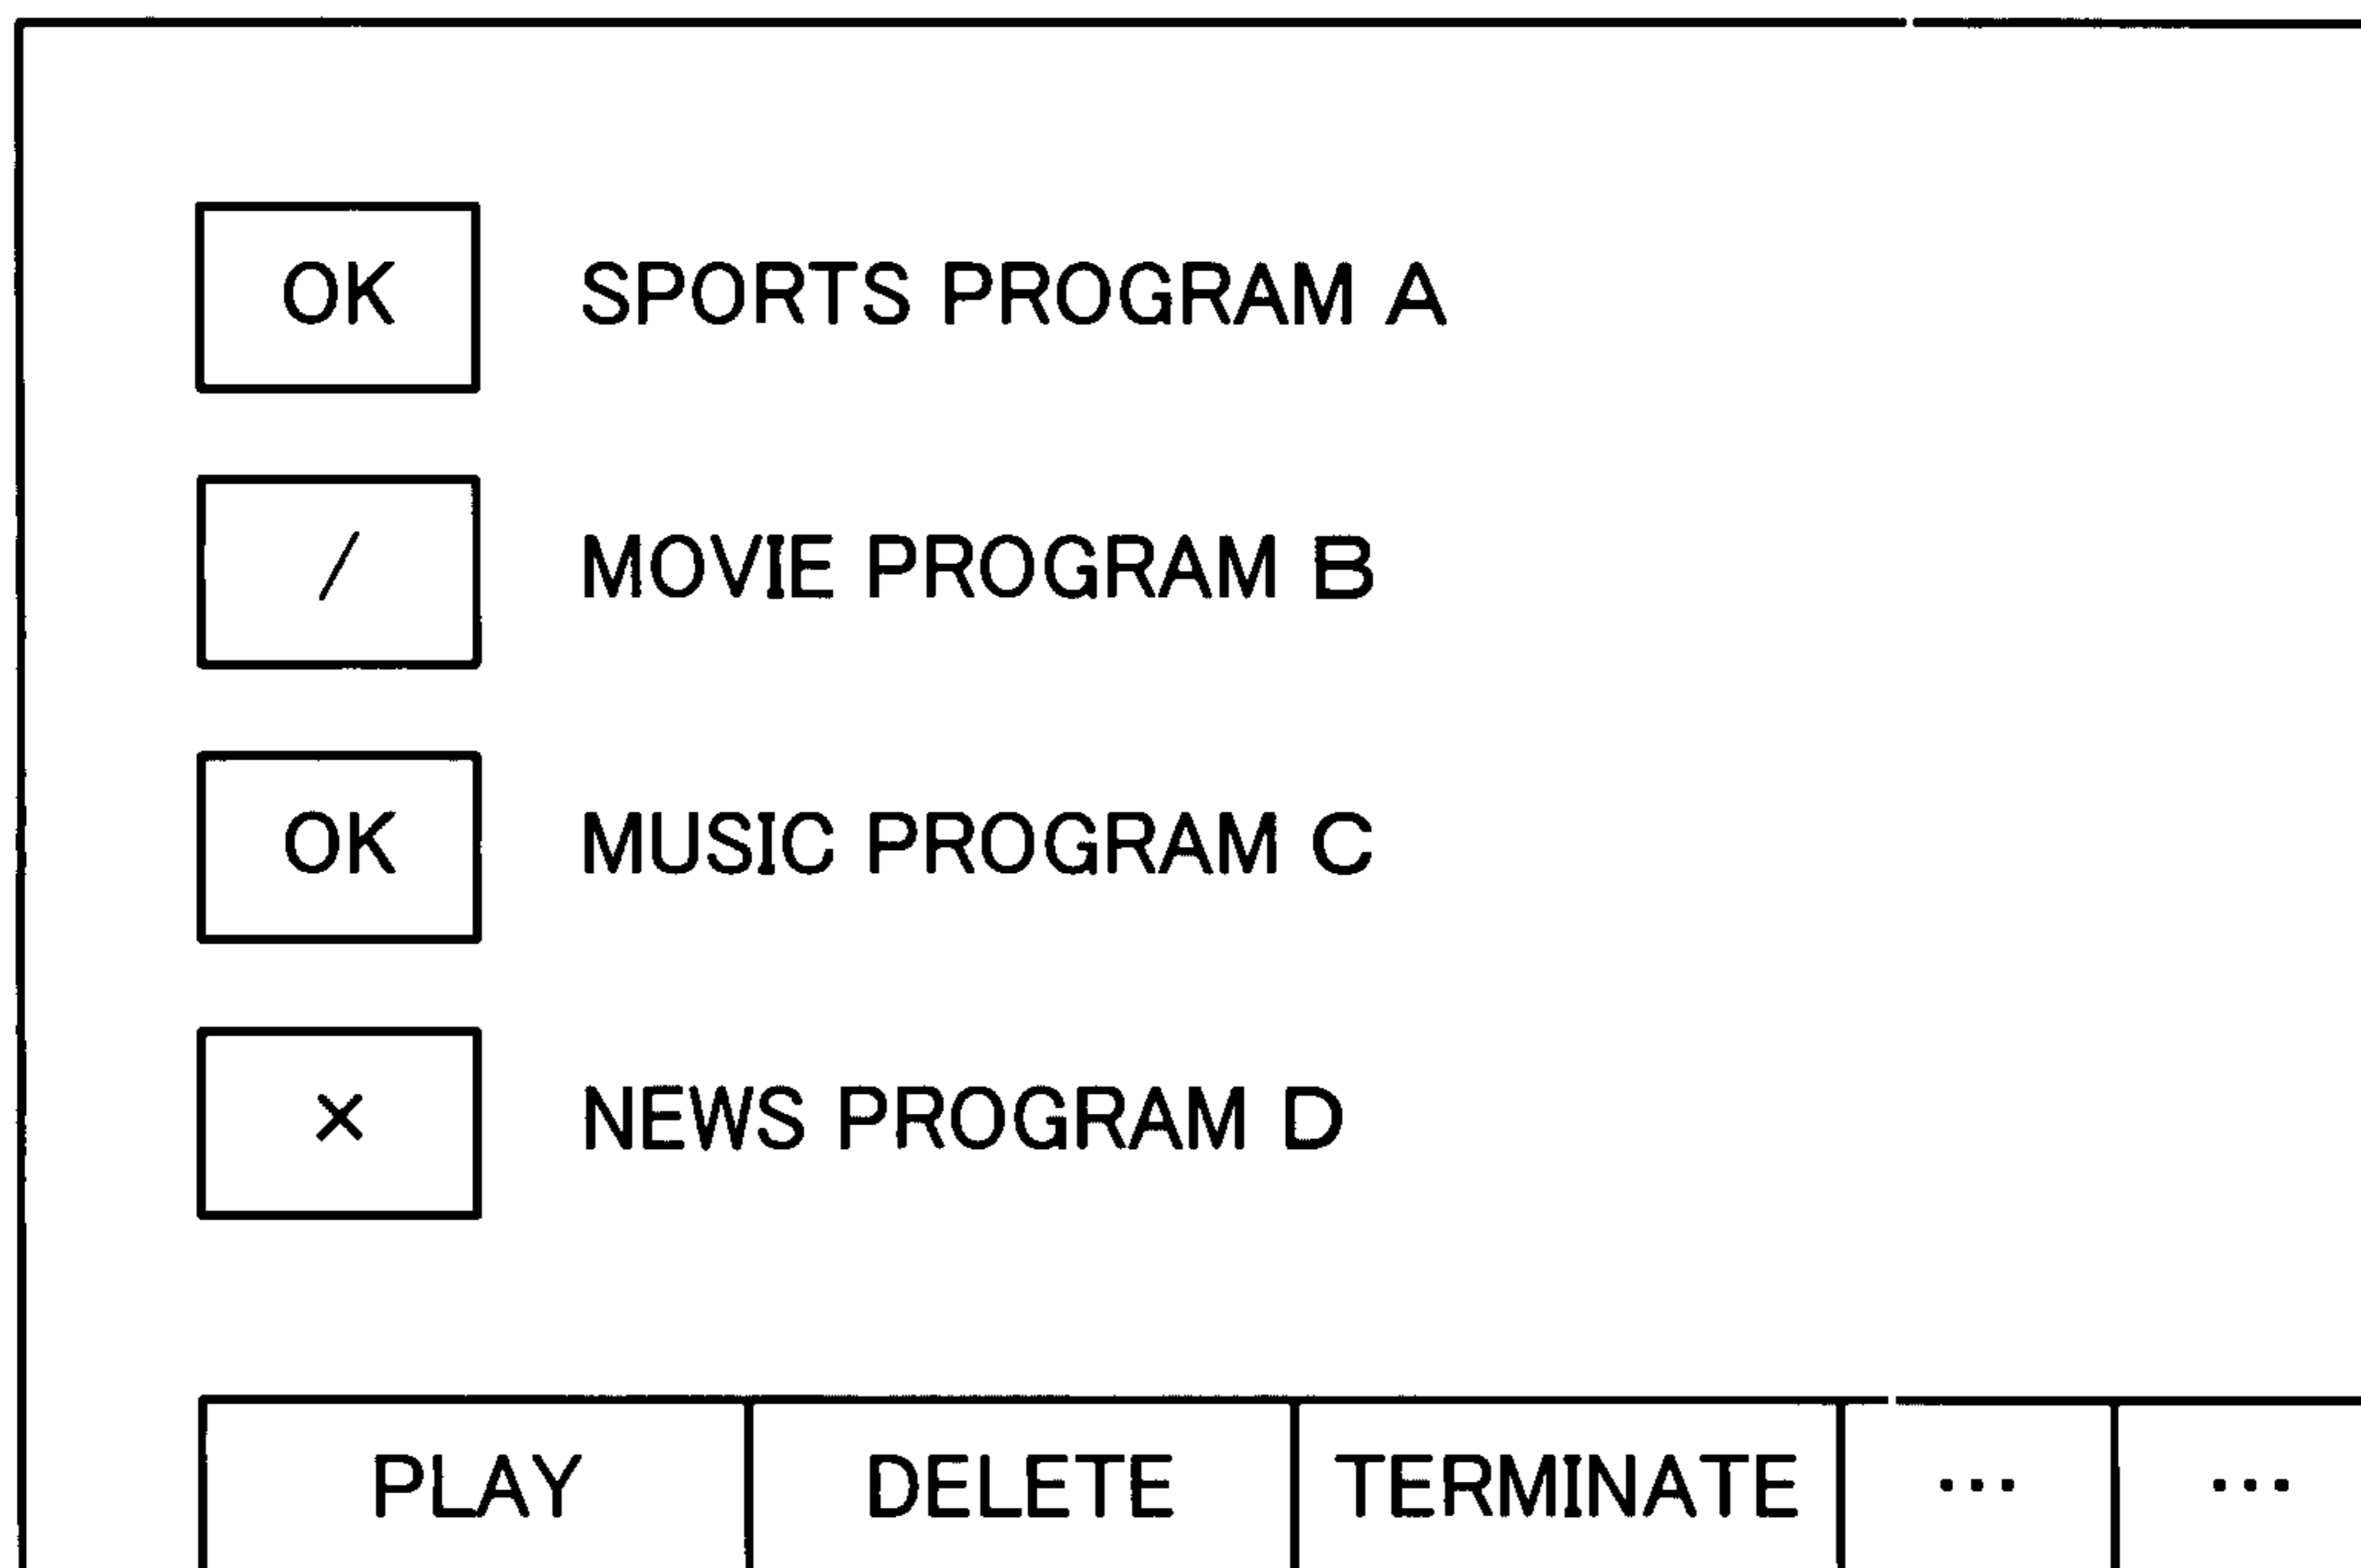 OK SPORTS PROGRAM A
/ MOVIE PROGRAM B
OK MUSIC PROGRAM C
× NEWS PROGRAM D
PLAY DELETE TERMINATE ... ...